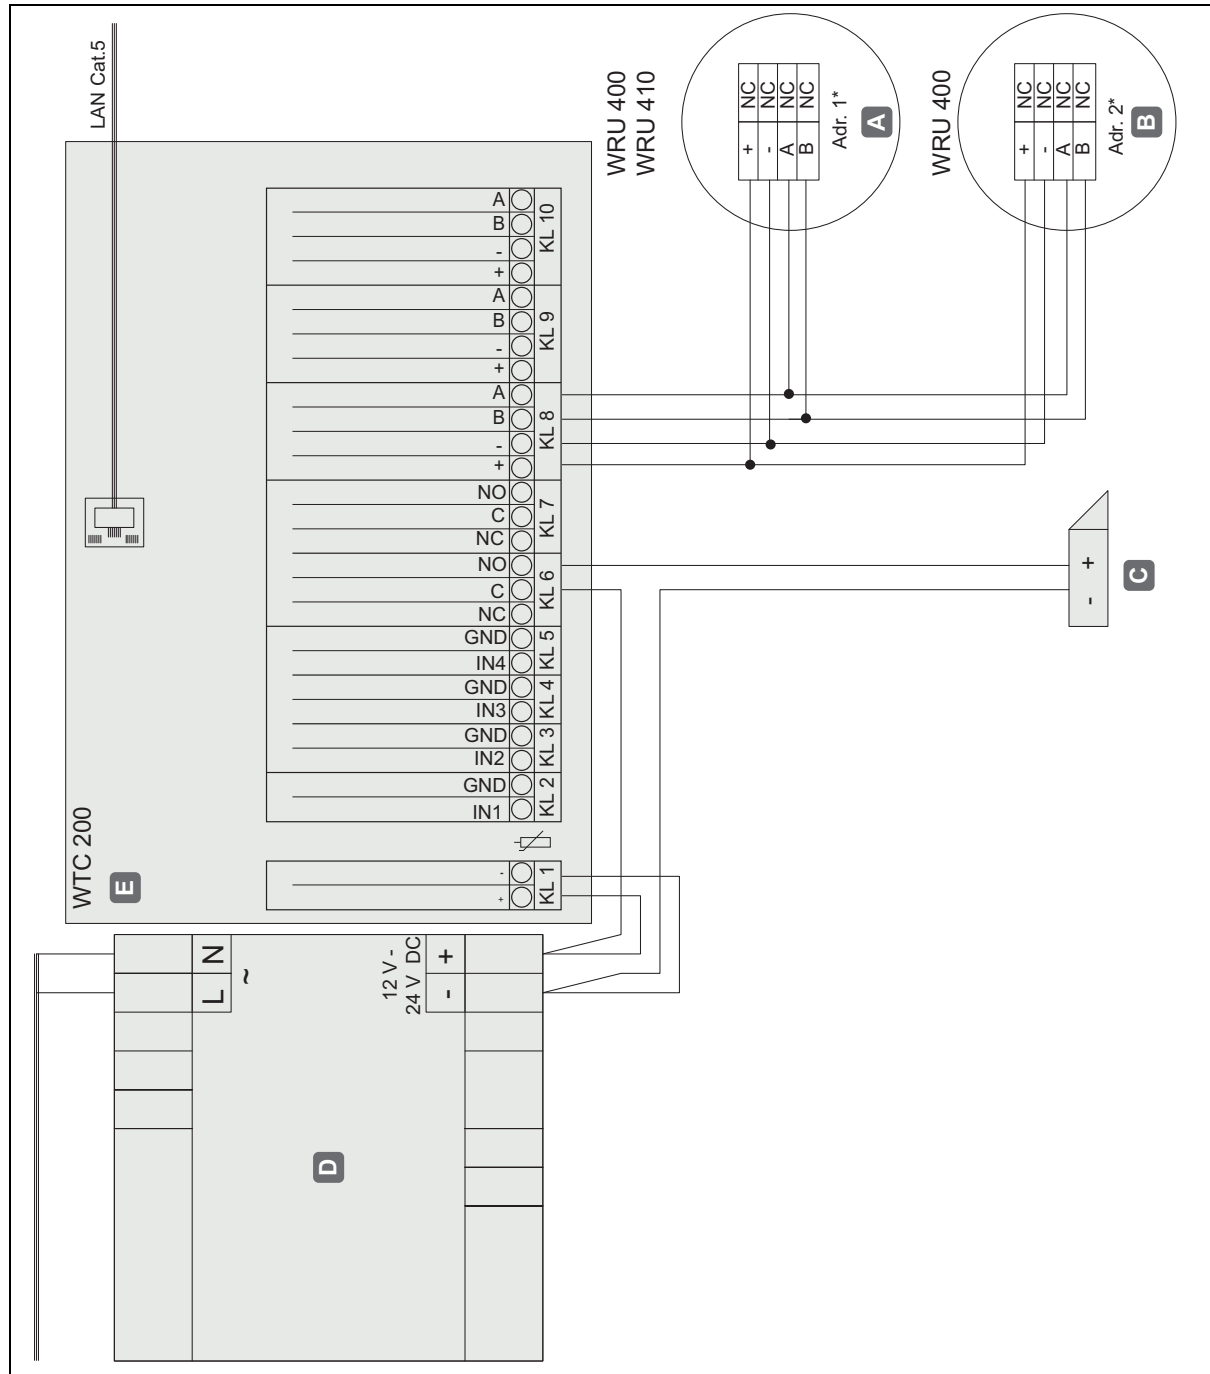 LAN Cat.5
WRU 400
WRU 410
+ NC
- NC
A NC
B NC
Adr. 1*
A
WRU 400
+ NC
- NC
A NC
B NC
Adr. 2*
B
A
B
-
+
KL 10
A
B
-
+
KL 9
A
B
-
+
KL 8
NO
C
NC
KL 7
NO
C
NC
KL 6
GND
IN4
KL 5
GND
IN3
KL 4
GND
IN2
KL 3
GND
IN1
KL 2
-
+
KL 1
- +
C
WTC 200
E
L N
~
12 V -
24 V DC
- +
D